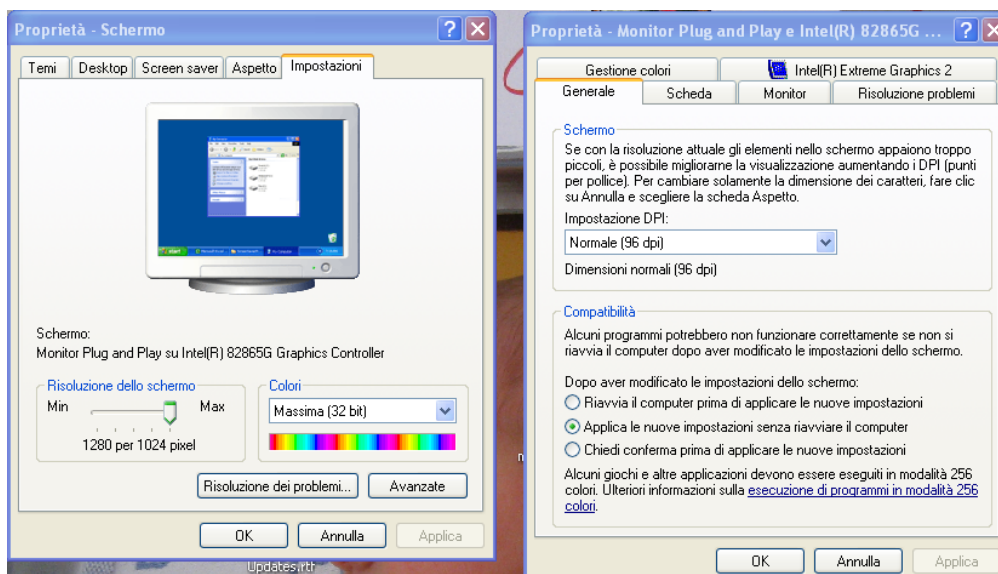 Proprietà - Schermo
Temi
Desktop
Screen saver
Aspetto
Impostazioni
Schermo:
Monitor Plug and Play su Intel(R) 82865G Graphics Controller
Risoluzione dello schermo
Min
Max
1280 per 1024 pixel
Colori
Massima (32 bit)
Risoluzione dei problemi...
Avanzate
OK
Annulla
Applica
Updates.rtf
Proprietà - Monitor Plug and Play e Intel(R) 82865G ...
Gestione colori
Intel(R) Extreme Graphics 2
Generale
Scheda
Monitor
Risoluzione problemi
Schermo
Se con la risoluzione attuale gli elementi nello schermo appaiono troppo
piccoli, è possibile migliorarne la visualizzazione aumentando i DPI (punti
per pollice). Per cambiare solamente la dimensione dei caratteri, fare clic
su Annulla e scegliere la scheda Aspetto.
Impostazione DPI:
Normale (96 dpi)
Dimensioni normali (96 dpi)
Compatibilità
Alcuni programmi potrebbero non funzionare correttamente se non si
riavvia il computer dopo aver modificato le impostazioni dello schermo.
Dopo aver modificato le impostazioni dello schermo:
Riavvia il computer prima di applicare le nuove impostazioni
Applica le nuove impostazioni senza riavviare il computer
Chiedi conferma prima di applicare le nuove impostazioni
Alcuni giochi e altre applicazioni devono essere eseguiti in modalità 256
colori. Ulteriori informazioni sulla esecuzione di programmi in modalità 256
colori.
OK
Annulla
Applica